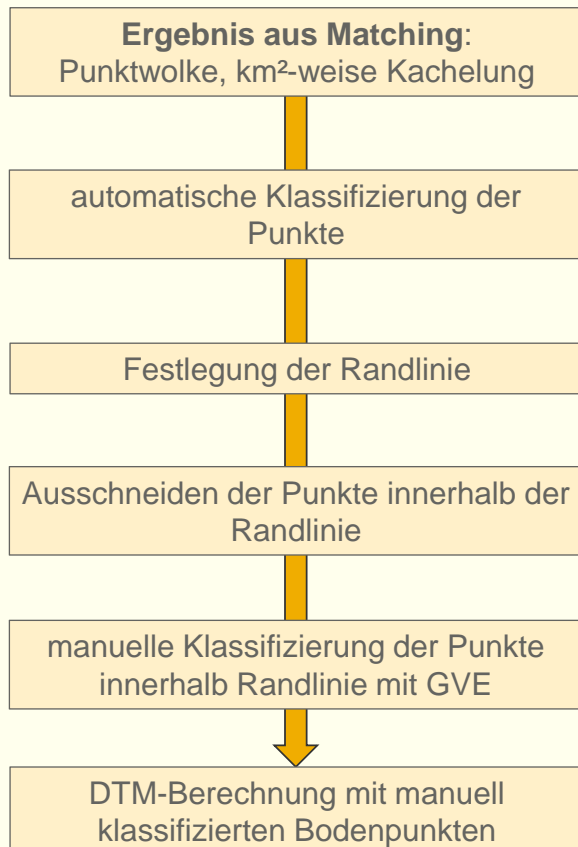 Ergebnis aus Matching:
Punktwolke, km²-weise Kachelung
automatische Klassifizierung der
Punkte
Festlegung der Randlinie
Ausschneiden der Punkte innerhalb der
Randlinie
manuelle Klassifizierung der Punkte
innerhalb Randlinie mit GVE
DTM-Berechnung mit manuell
klassifizierten Bodenpunkten